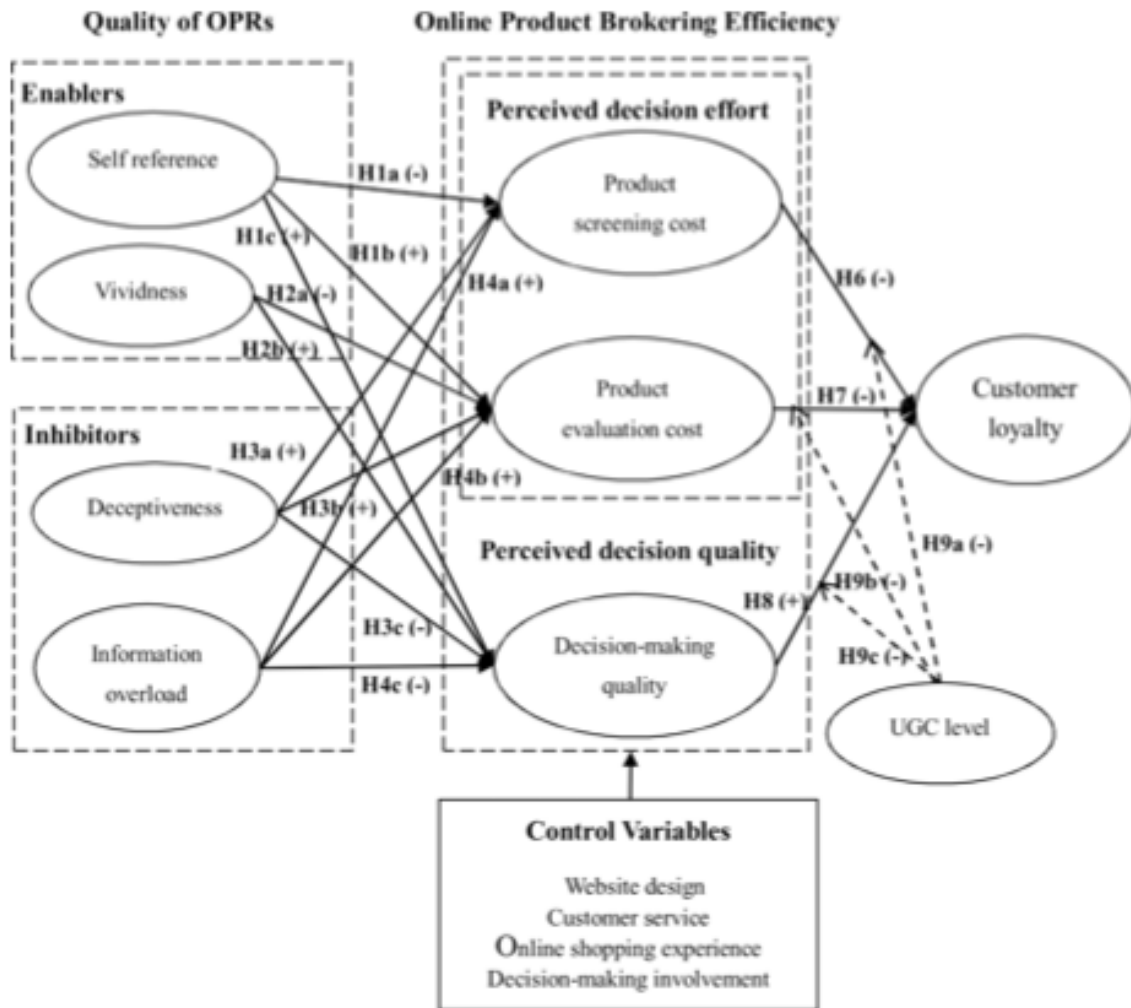 Quality of OPRs
Online Product Brokering Efficiency
Enablers
Self reference
Vividness
Inhibitors
Deceptiveness
Information
overload
H1a (-)
H1c (+)
H1b (+)
H2a (-)
H2b (+)
H4a (+)
H3a (+)
H3b (+)
H4b (+)
H3c (-)
H4c (-)
Perceived decision effort
Product
screening cost
Product
evaluation cost
Perceived decision quality
Decision-making
quality
H6 (-)
H7 (-)
H8 (+)
H9a (-)
H9b (-)
H9c (-)
Customer
loyalty
UGC level
Control Variables
Website design
Customer service
Online shopping experience
Decision-making involvement